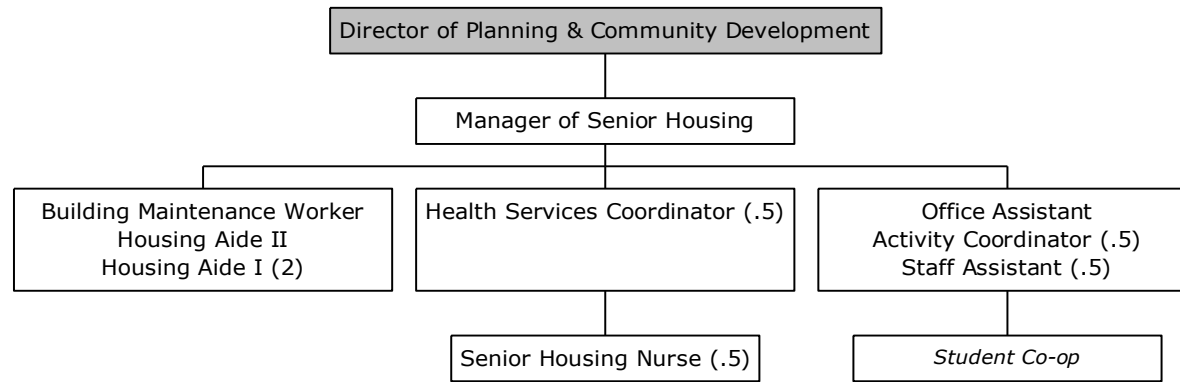 Director of Planning & Community Development
Manager of Senior Housing
Building Maintenance Worker
Housing Aide II
Housing Aide I (2)
Health Services Coordinator (.5)
Office Assistant
Activity Coordinator (.5)
Staff Assistant (.5)
Senior Housing Nurse (.5)
Student Co-op